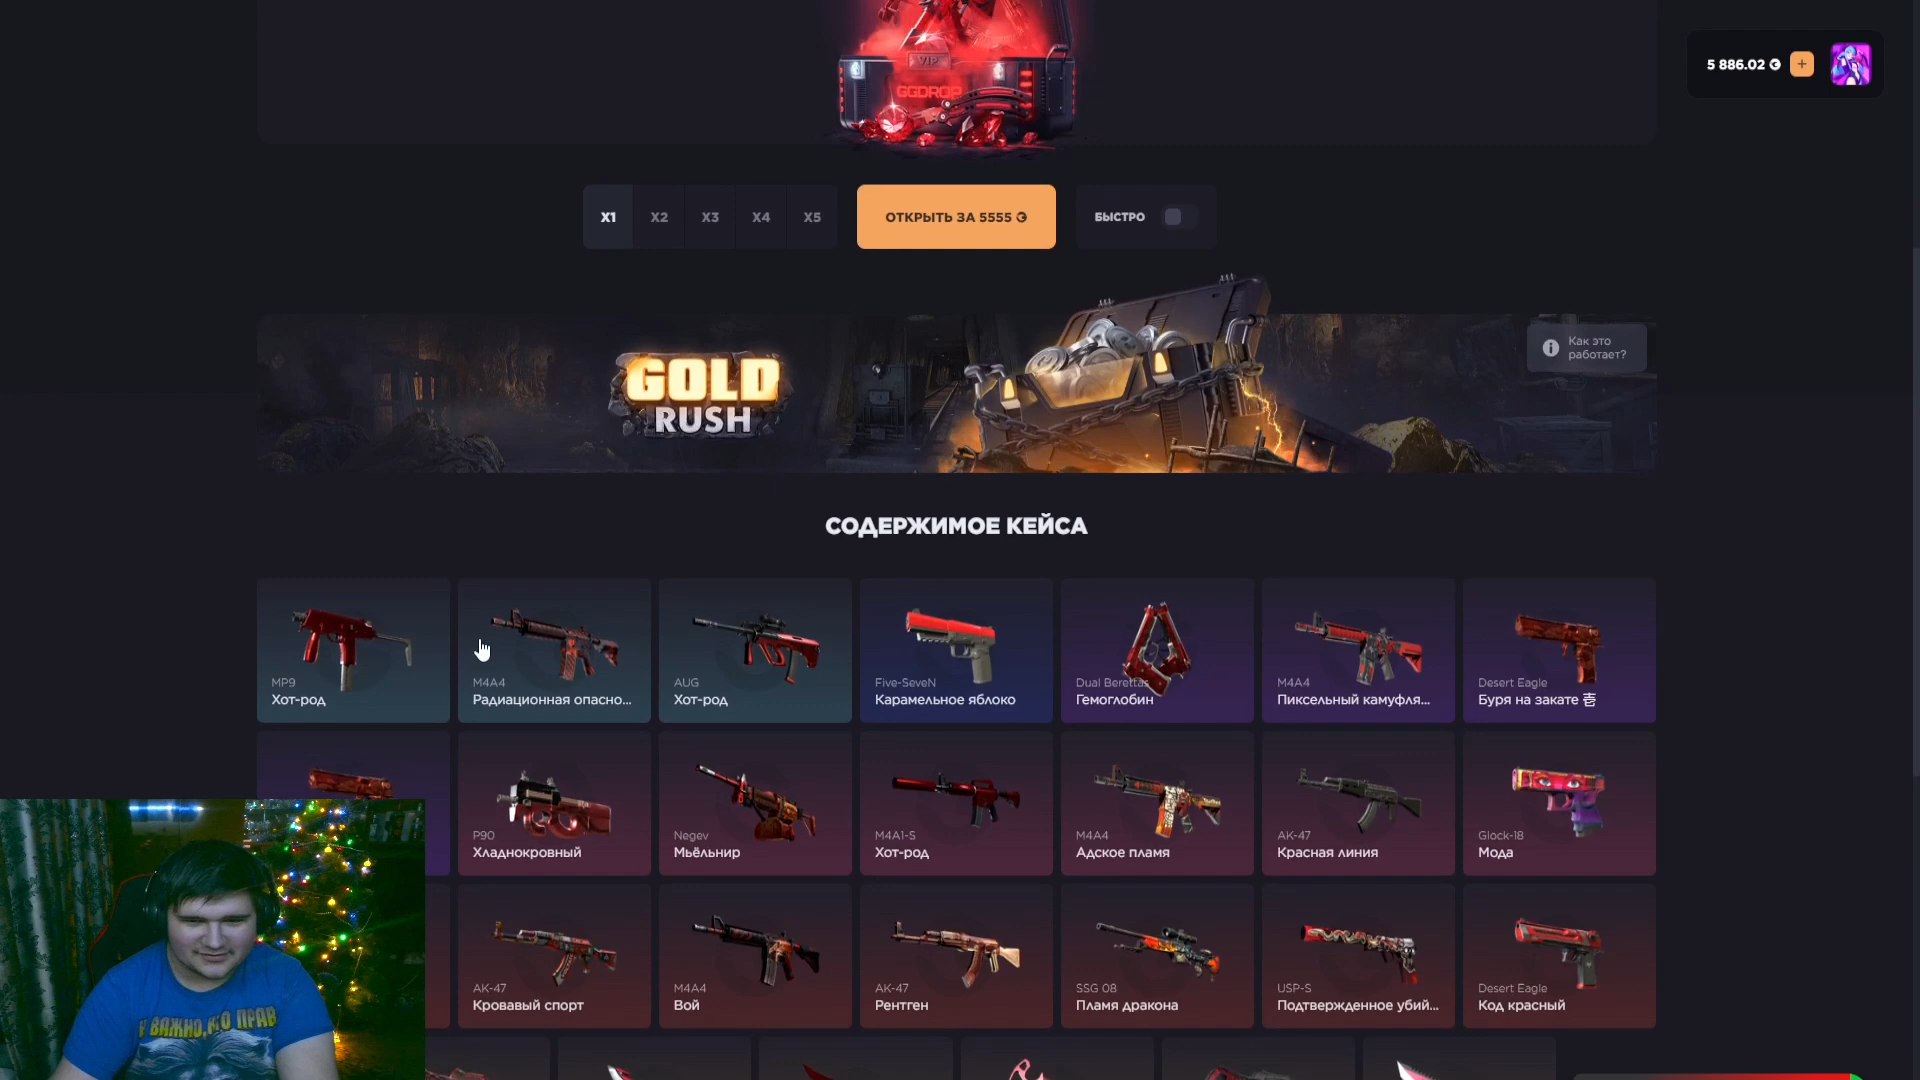 VIP
GGDROP
5 886.02
X1
X2
X3
X4
X5
ОТКРЫТЬ ЗА 5555
БЫСТРО
GOLD
RUSH
Как это
работает?
СОДЕРЖИМОЕ КЕЙСА
MP9
Хот-род
M4A4
Радиационная опасно...
AUG
Хот-род
Five-SeveN
Карамельное яблоко
Dual Berettas
Гемоглобин
M4A4
Пиксельный камуфля...
Desert Eagle
Буря на закате 壱
P90
Хладнокровный
Negev
Мьёльнир
M4A1-S
Хот-род
M4A4
Адское пламя
AK-47
Красная линия
Glock-18
Мода
AK-47
Кровавый спорт
M4A4
Вой
AK-47
Рентген
SSG 08
Пламя дракона
USP-S
Подтвержденное убий...
Desert Eagle
Код красный
ВАЖНО, ПРАВ